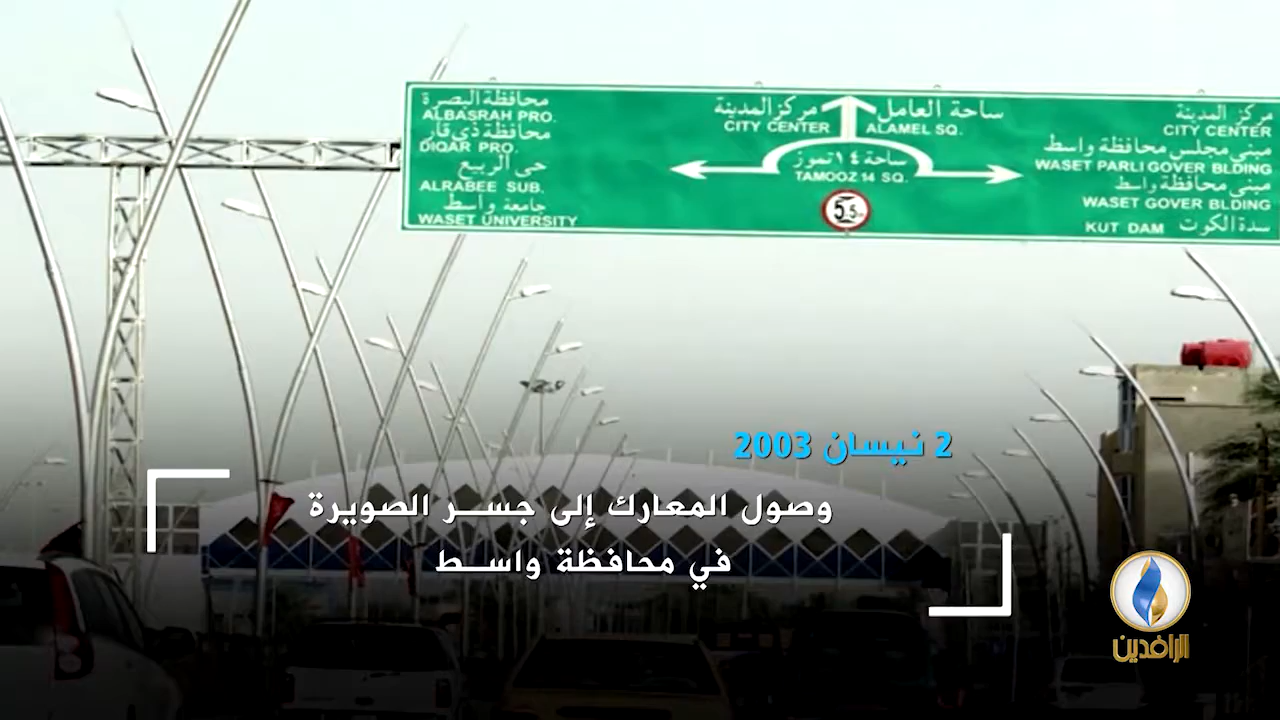 محافظة البصرة
ALBASRAH PRO.
محافظة ذي قار
DIQAR PRO.
حي الربيع
ALRABEE SUB.
جامعة واسط
WASET UNIVERSITY
مركز المدينة
CITY CENTER
ساحة العامل
ALAMEL SQ.
ساحة ١٤ تموز
TAMOOZ 14 SQ.
5.5m
مركز المدينة
CITY CENTER
مبنى مجلس محافظة واسط
WASET PARLI GOVER BLDING
مبنى محافظة واسط
WASET GOVER BLDING
سدة الكوت KUT DAM
2 نيسان 2003
وصول المعارك إلى جسر الصويرة
في محافظة واسط
الرافدين